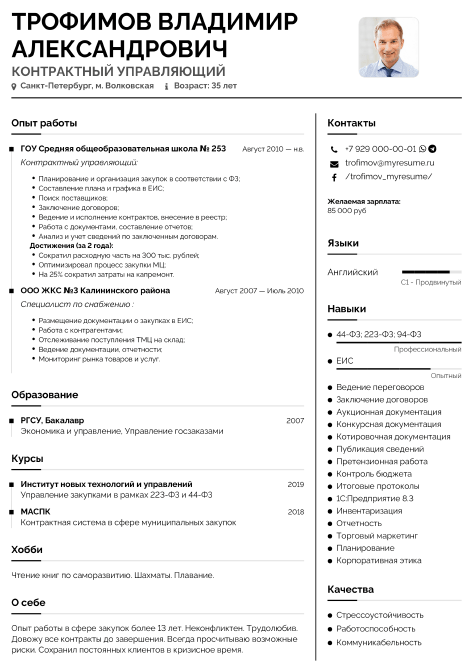 ТРОФИМОВ ВЛАДИМИР
АЛЕКСАНДРОВИЧ
КОНТРАКТНЫЙ УПРАВЛЯЮЩИЙ
Санкт-Петербург, м. Волковская Возраст: 35 лет
Опыт работы
ГОУ Средняя общеобразовательная школа № 253 Август 2010 — н.в.
Контрактный управляющий:
Планирование и организация закупок в соответствии с ФЗ;
Составление плана и графика в ЕИС;
Поиск поставщиков;
Заключение договоров;
Ведение и исполнение контрактов, внесение в реестр;
Работа с документами, составление отчетов;
Анализ и учет сведений по заключенным договорам.
Достижения (за 2 года):
Сократил расходную часть на 300 тыс. рублей;
Оптимизировал процесс закупки МЦ;
На 25% сократил затраты на капремонт.
ООО ЖКС №3 Калининского района Август 2007 — Июль 2010
Специалист по снабжению :
Размещение документации о закупках в ЕИС;
Работа с контрагентами;
Отслеживание поступления ТМЦ на склад;
Ведение документации, отчетности;
Мониторинг рынка товаров и услуг.
Образование
РГСУ, Бакалавр 2007
Экономика и управление, Управление госзаказами
Курсы
Институт новых технологий и управлений 2019
Управление закупками в рамках 223-ФЗ и 44-ФЗ
МАСПК 2018
Контрактная система в сфере муниципальных закупок
Хобби
Чтение книг по саморазвитию. Шахматы. Плавание.
О себе
Опыт работы в сфере закупок более 13 лет. Неконфликтен. Трудолюбив.
Довожу все контракты до завершения. Всегда просчитываю возможные
риски. Сохранил постоянных клиентов в кризисное время.
Контакты
+7 929 000-00-01
trofimov@myresume.ru
/trofimov_myresume/
Желаемая зарплата:
85 000 руб
Языки
Английский
C1 - Продвинутый
Навыки
44-ФЗ; 223-ФЗ; 94-ФЗ
Профессиональный
ЕИС
Опытный
Ведение переговоров
Заключение договоров
Аукционная документация
Конкурсная документация
Котировочная документация
Публикация сведений
Претензионная работа
Контроль бюджета
Итоговые протоколы
1С:Предприятие 8.3
Инвентаризация
Отчетность
Торговый маркетинг
Планирование
Корпоративная этика
Качества
Стрессоустойчивость
Работоспособность
Коммуникабельность